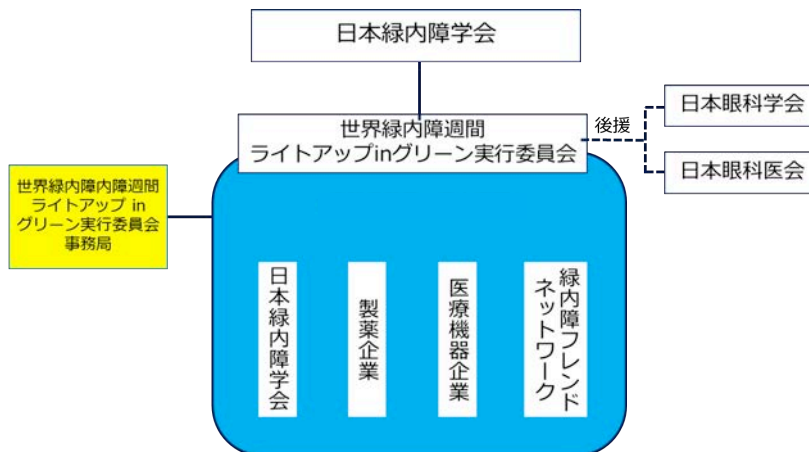 日本緑内障学会
世界緑内障週間
ライトアップinグリーン実行委員会
後援
日本眼科学会
日本眼科医会
世界緑内障内障週間
ライトアップ in
グリーン実行委員会
事務局
日本緑内障学会
製薬企業
医療機器企業
緑内障フレンド
ネットワーク